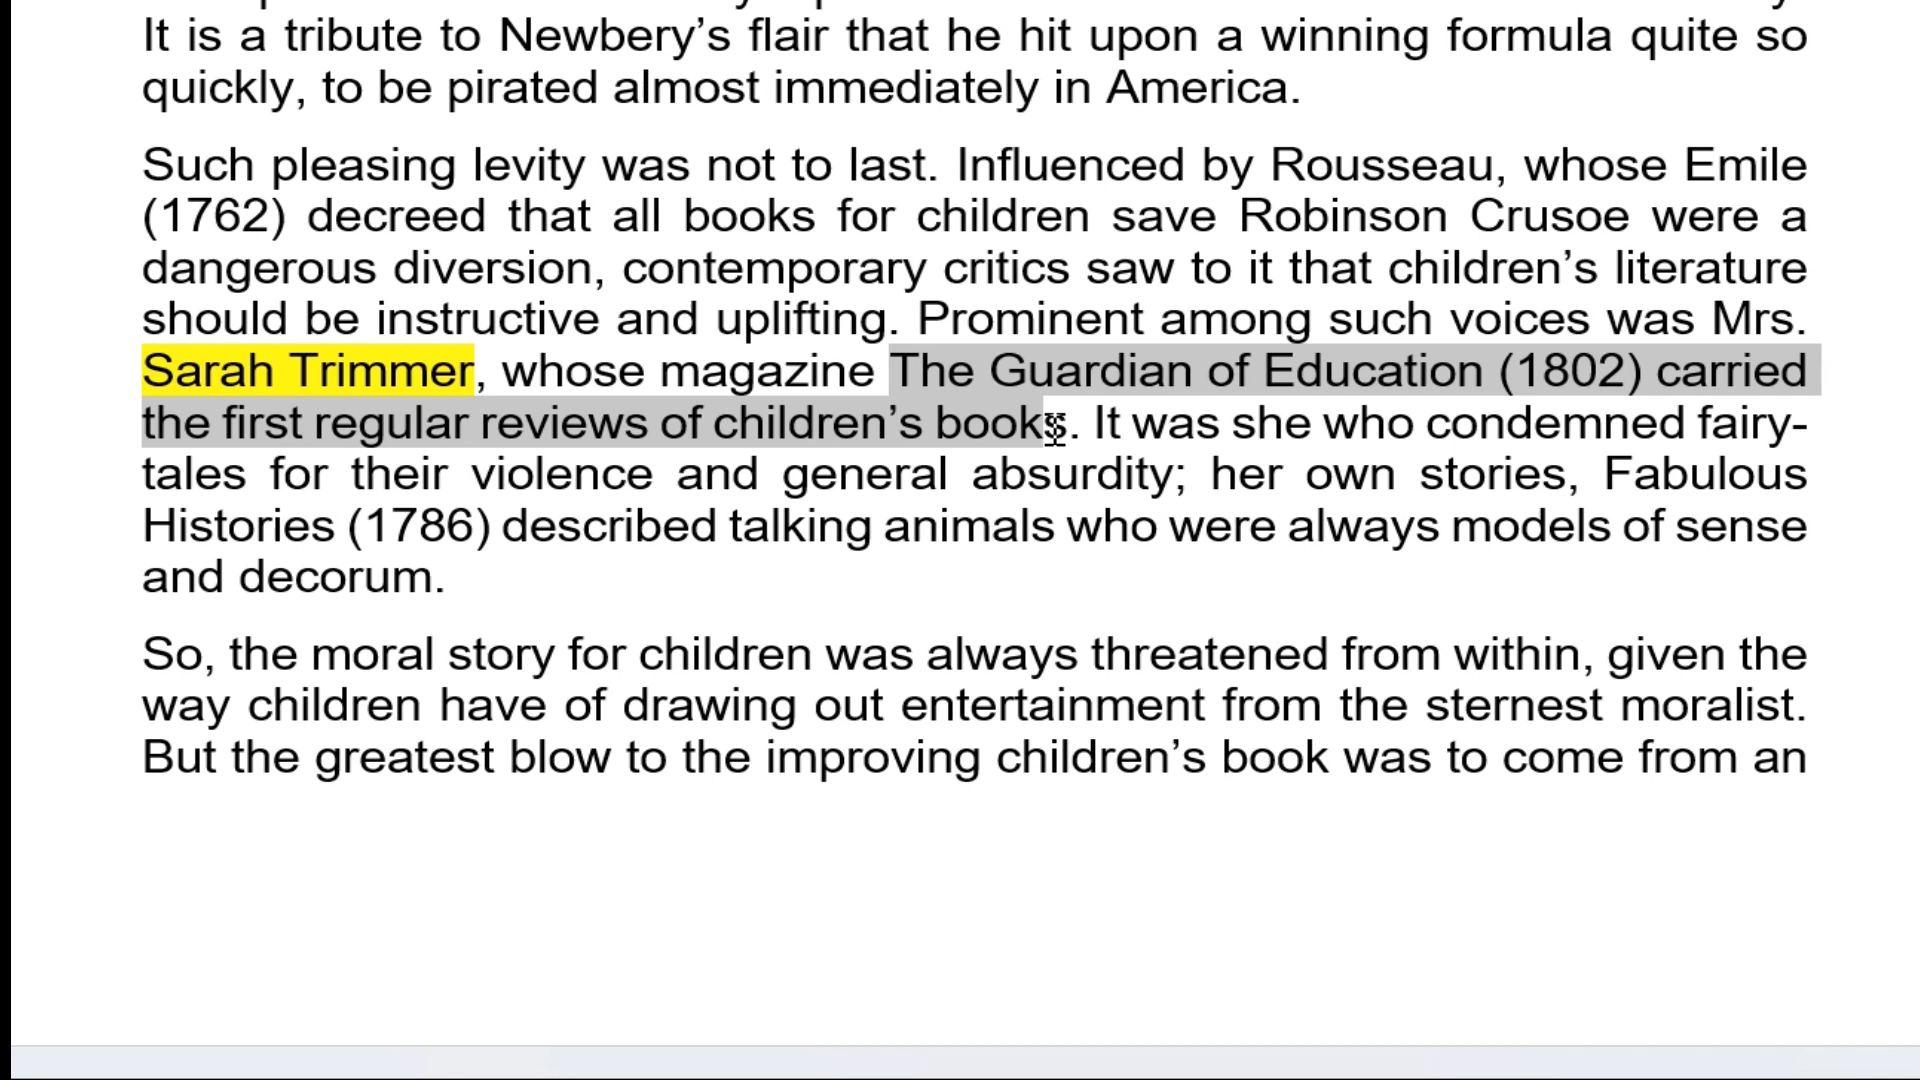 It is a tribute to Newbery’s flair that he hit upon a winning formula quite so
quickly, to be pirated almost immediately in America.
Such pleasing levity was not to last. Influenced by Rousseau, whose Emile
(1762) decreed that all books for children save Robinson Crusoe were a
dangerous diversion, contemporary critics saw to it that children’s literature
should be instructive and uplifting. Prominent among such voices was Mrs.
Sarah Trimmer, whose magazine The Guardian of Education (1802) carried
the first regular reviews of children’s books. It was she who condemned fairy-
tales for their violence and general absurdity; her own stories, Fabulous
Histories (1786) described talking animals who were always models of sense
and decorum.
So, the moral story for children was always threatened from within, given the
way children have of drawing out entertainment from the sternest moralist.
But the greatest blow to the improving children’s book was to come from an